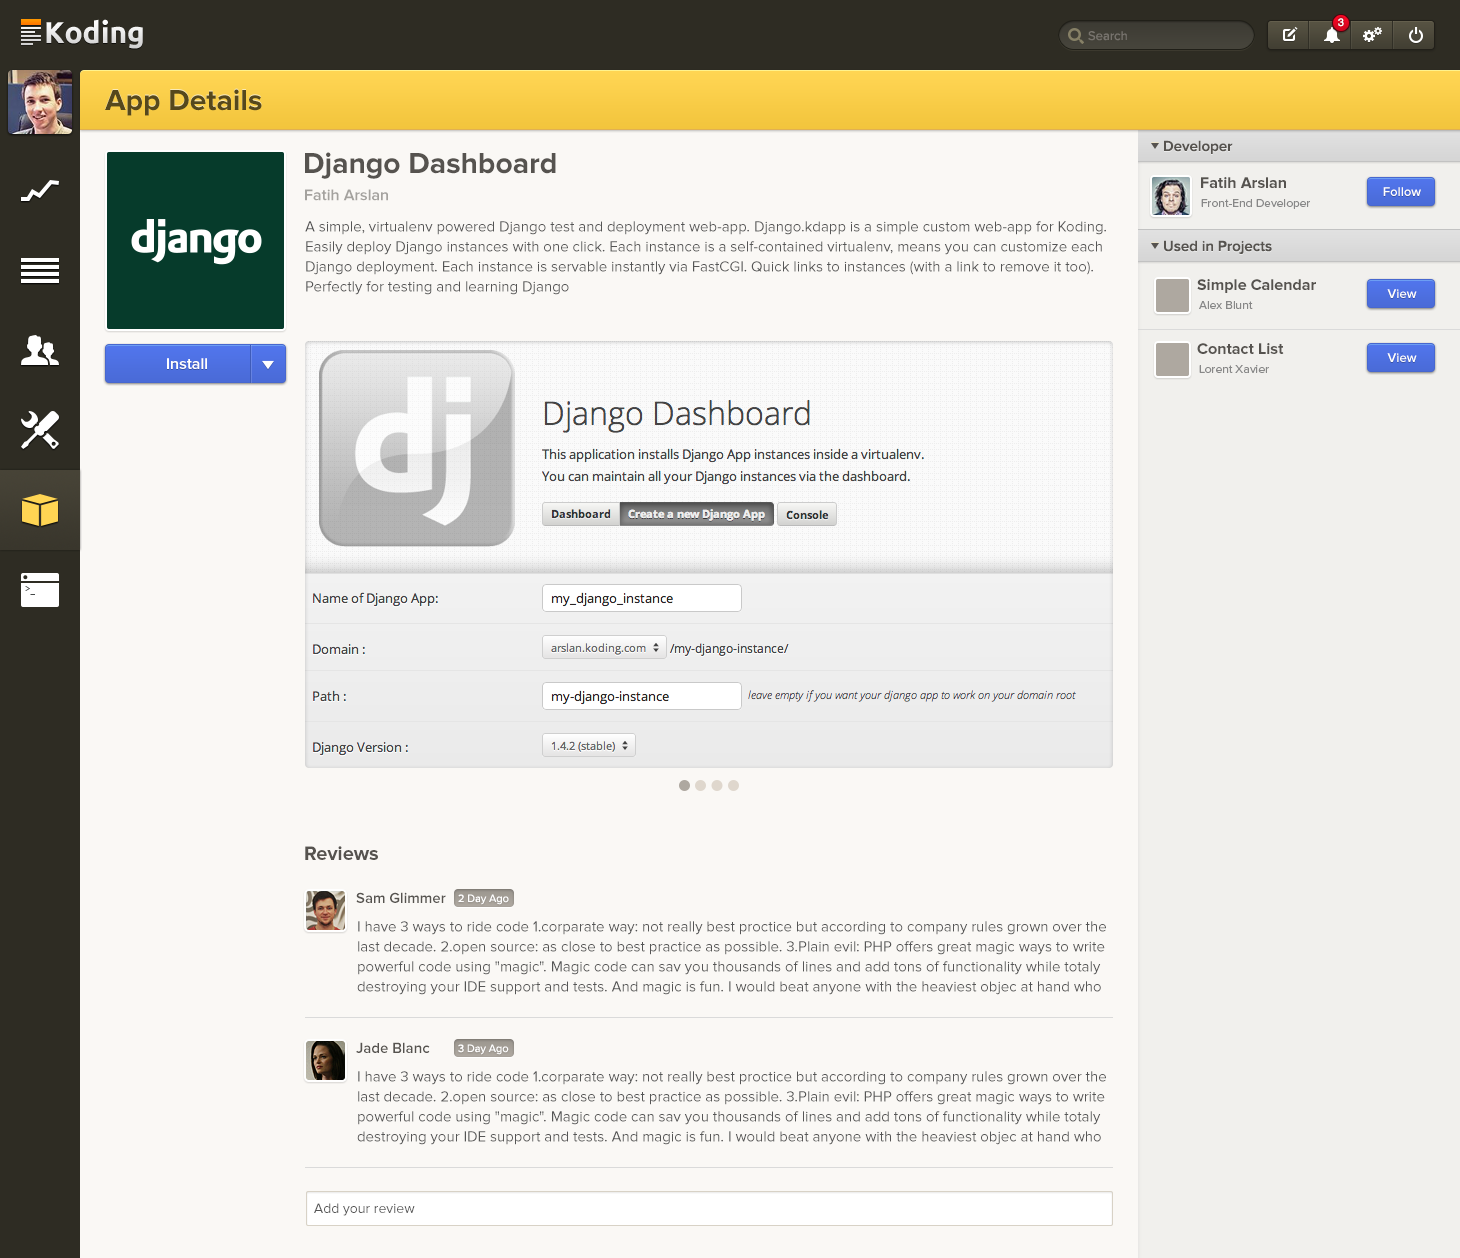 Koding
Search
3
App Details
django
Install
Django Dashboard
Fatih Arslan
A simple, virtualenv powered Django test and deployment web-app. Django.kdapp is a simple custom web-app for Koding.
Easily deploy Django instances with one click. Each instance is a self-contained virtualenv, means you can customize each
Django deployment. Each instance is servable instantly via FastCGI. Quick links to instances (with a link to remove it too).
Perfectly for testing and learning Django
dj
Django Dashboard
This application installs Django App instances inside a virtualenv.
You can maintain all your Django instances via the dashboard.
Dashboard Create a new Django App Console
Name of Django App: my_django_instance
Domain : arslan.koding.com /my-django-instance/
Path : my-django-instance leave empty if you want your django app to work on your domain root
Django Version : 1.4.2 (stable)
Reviews
Sam Glimmer 2 Day Ago
I have 3 ways to ride code 1.corparate way: not really best proctice but according to company rules grown over the
last decade. 2.open source: as close to best practice as possible. 3.Plain evil: PHP offers great magic ways to write
powerful code using "magic". Magic code can sav you thousands of lines and add tons of functionality while totaly
destroying your IDE support and tests. And magic is fun. I would beat anyone with the heaviest objec at hand who
Jade Blanc 3 Day Ago
I have 3 ways to ride code 1.corparate way: not really best proctice but according to company rules grown over the
last decade. 2.open source: as close to best practice as possible. 3.Plain evil: PHP offers great magic ways to write
powerful code using "magic". Magic code can sav you thousands of lines and add tons of functionality while totaly
destroying your IDE support and tests. And magic is fun. I would beat anyone with the heaviest objec at hand who
Add your review
Developer
Fatih Arslan
Front-End Developer
Follow
Used in Projects
Simple Calendar
Alex Blunt
View
Contact List
Lorent Xavier
View
>_